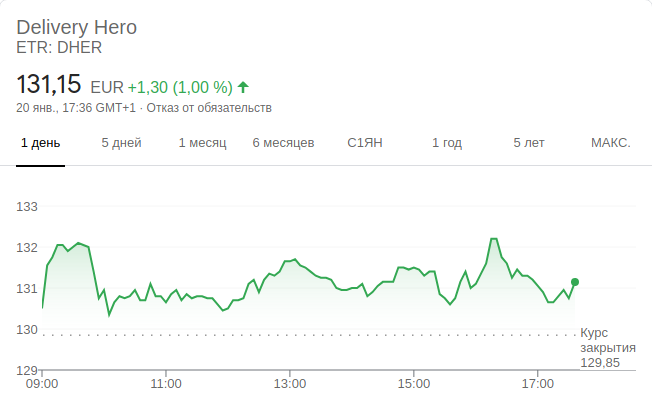 Delivery Hero
ETR: DHER
131,15 EUR +1,30 (1,00 %)
20 янв., 17:36 GMT+1 · Отказ от обязательств
1 день 5 дней 1 месяц 6 месяцев С1ЯН 1 год 5 лет МАКС.
133
132
131
130
129
Курс
закрытия
129,85
09:00 11:00 13:00 15:00 17:00